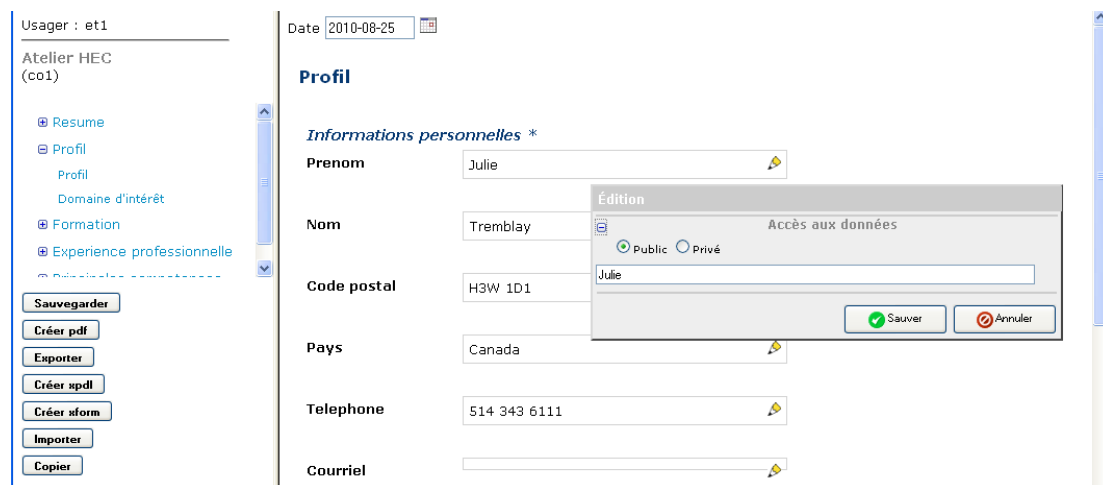 Usager : et1
Atelier HEC
(co1)
Resume
Profil
Profil
Domaine d'intérêt
Formation
Experience professionnelle
Principales competences
Sauvegarder
Créer pdf
Exporter
Créer xpdl
Créer xform
Importer
Copier
Date 2010-08-25
Profil
Informations personnelles *
Prenom Julie
Nom Tremblay
Code postal H3W 1D1
Pays Canada
Telephone 514 343 6111
Courriel
Édition
Accès aux données
Public Privé
Julie
Sauver Annuler